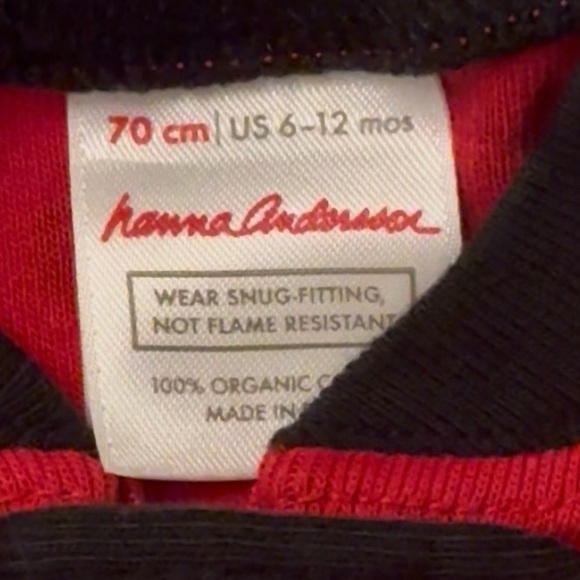 70 cm | US 6-12 mos
hanna Andersson
WEAR SNUG-FITTING,
NOT FLAME RESISTANT
100% ORGANIC
MADE IN